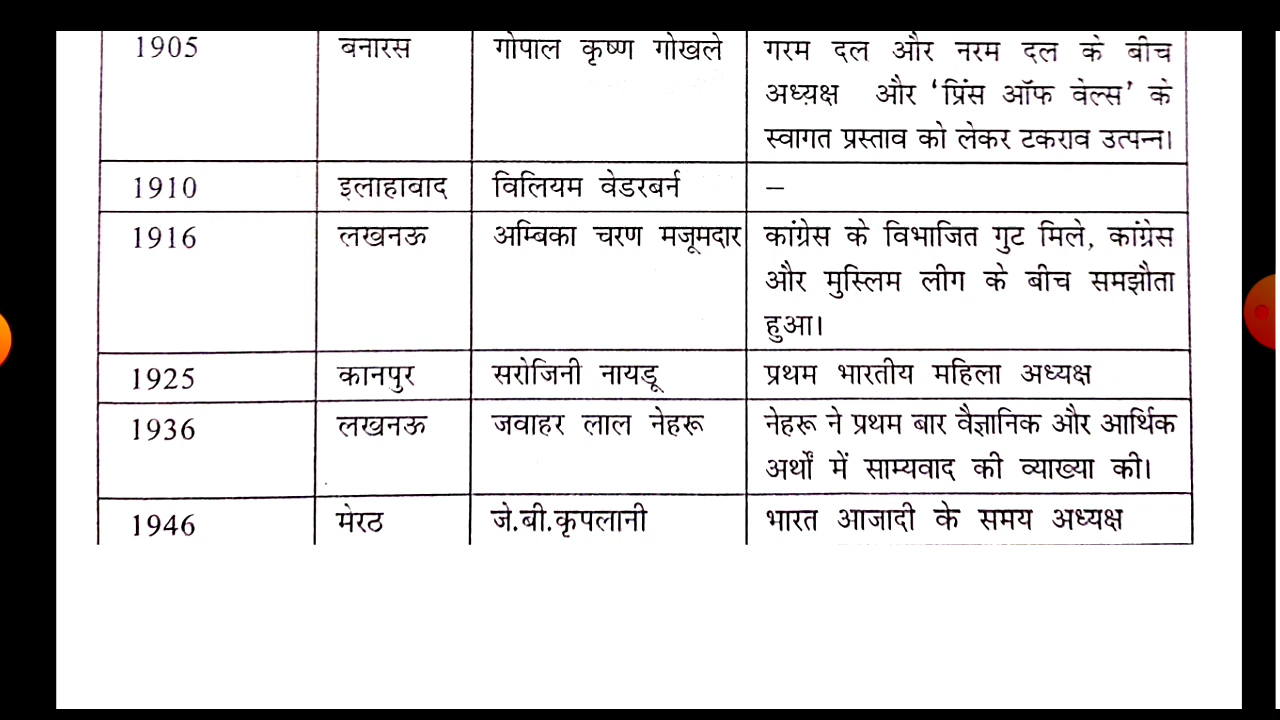 1905 बनारस गोपाल कृष्ण गोखले गरम दल और नरम दल के बीच
अध्यक्ष और ‘प्रिंस ऑफ वेल्स’ के
स्वागत प्रस्ताव को लेकर टकराव उत्पन्न।
1910 इलाहाबाद विलियम वेडरबर्न –
1916 लखनऊ अम्बिका चरण मजूमदार कांग्रेस के विभाजित गुट मिले, कांग्रेस
और मुस्लिम लीग के बीच समझौता
हुआ।
1925 कानपुर सरोजिनी नायडू प्रथम भारतीय महिला अध्यक्ष
1936 लखनऊ जवाहर लाल नेहरू नेहरू ने प्रथम बार वैज्ञानिक और आर्थिक
अर्थों में साम्यवाद की व्याख्या की।
1946 मेरठ जे.बी.कृपलानी भारत आजादी के समय अध्यक्ष